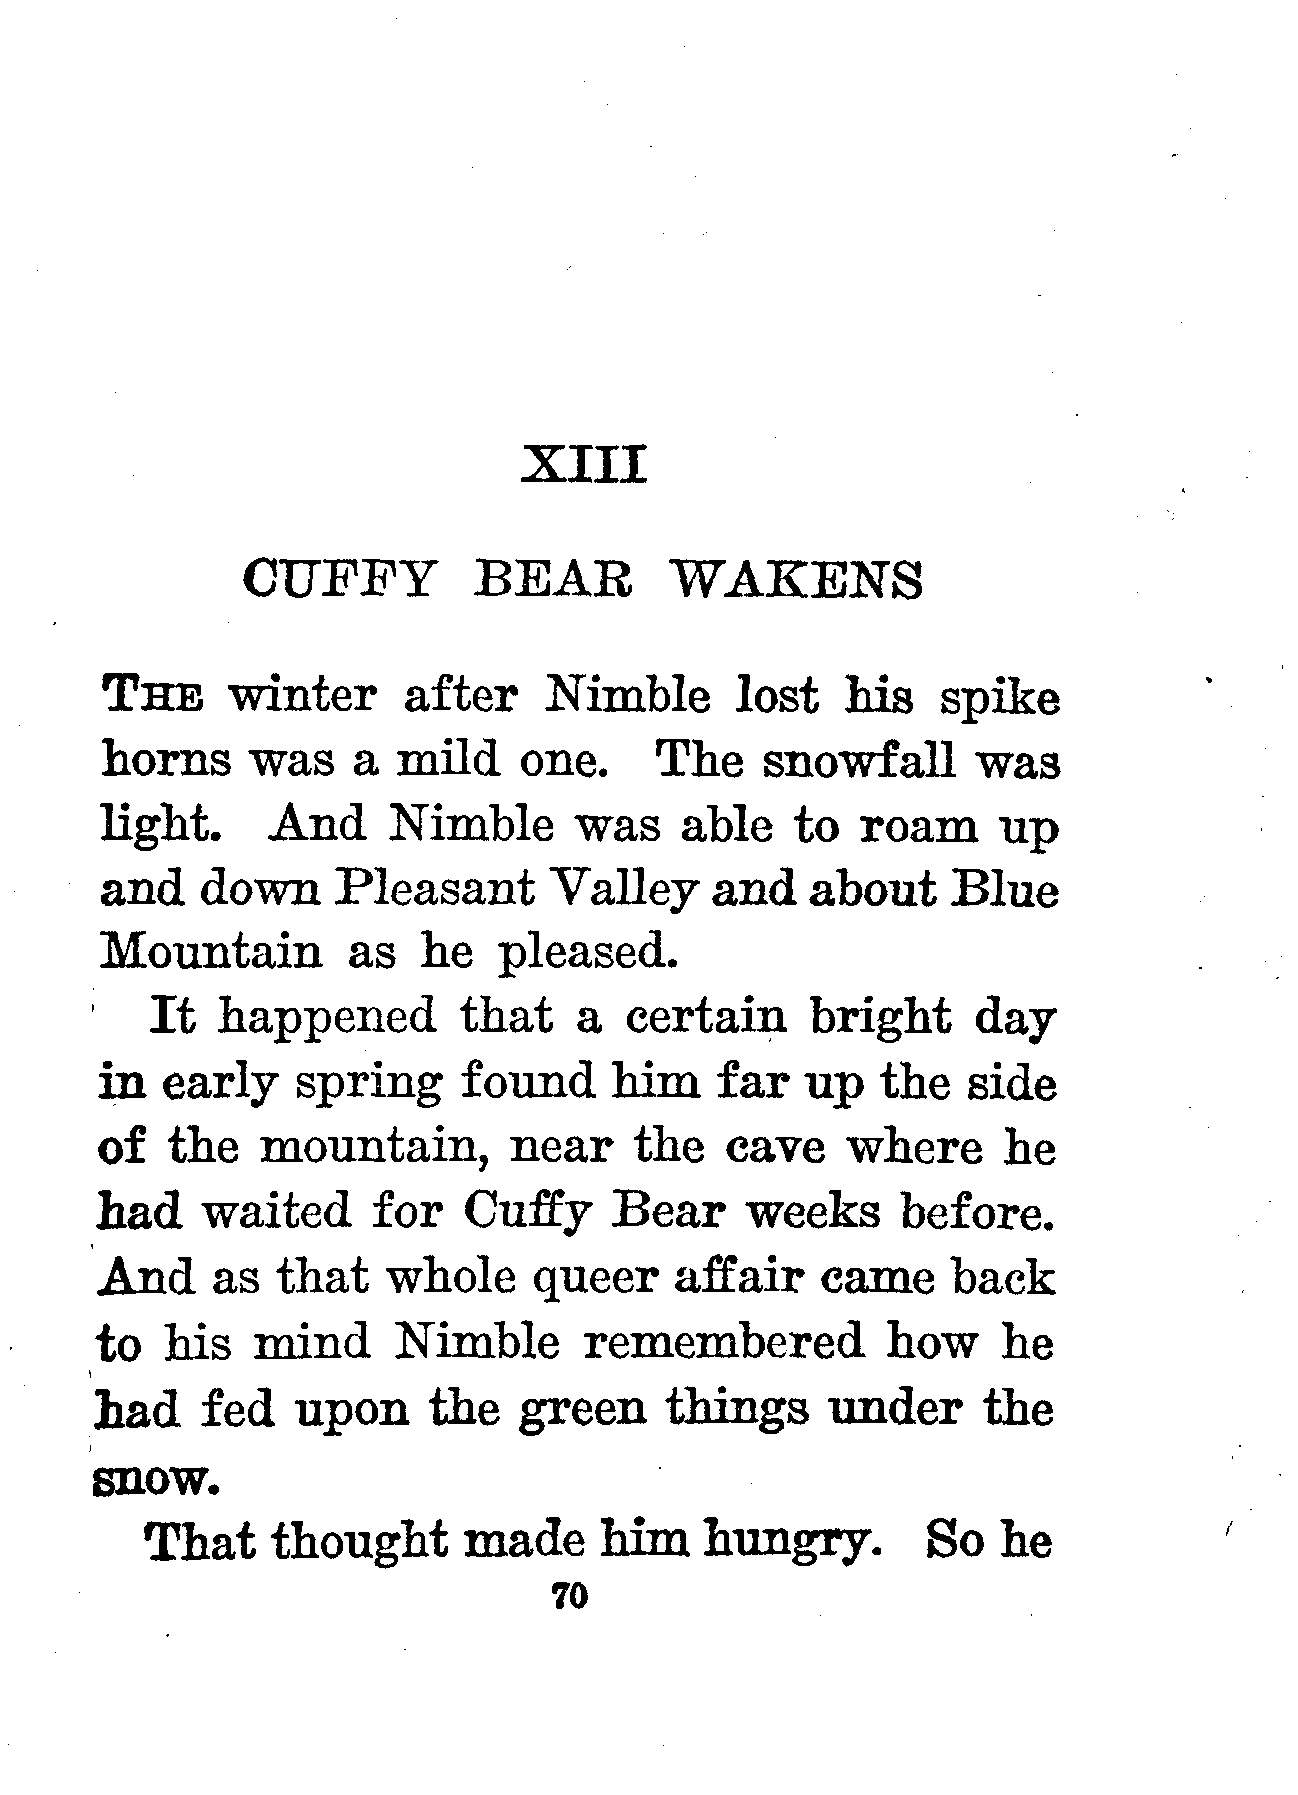 XIII
CUFFY BEAR WAKENS
THE winter after Nimble lost his spike
horns was a mild one. The snowfall was
light. And Nimble was able to roam up
and down Pleasant Valley and about Blue
Mountain as he pleased.
It happened that a certain bright day
in early spring found him far up the side
of the mountain, near the cave where he
had waited for Cuffy Bear weeks before.
And as that whole queer affair came back
to his mind Nimble remembered how he
had fed upon the green things under the
snow.
That thought made him hungry. So he
70